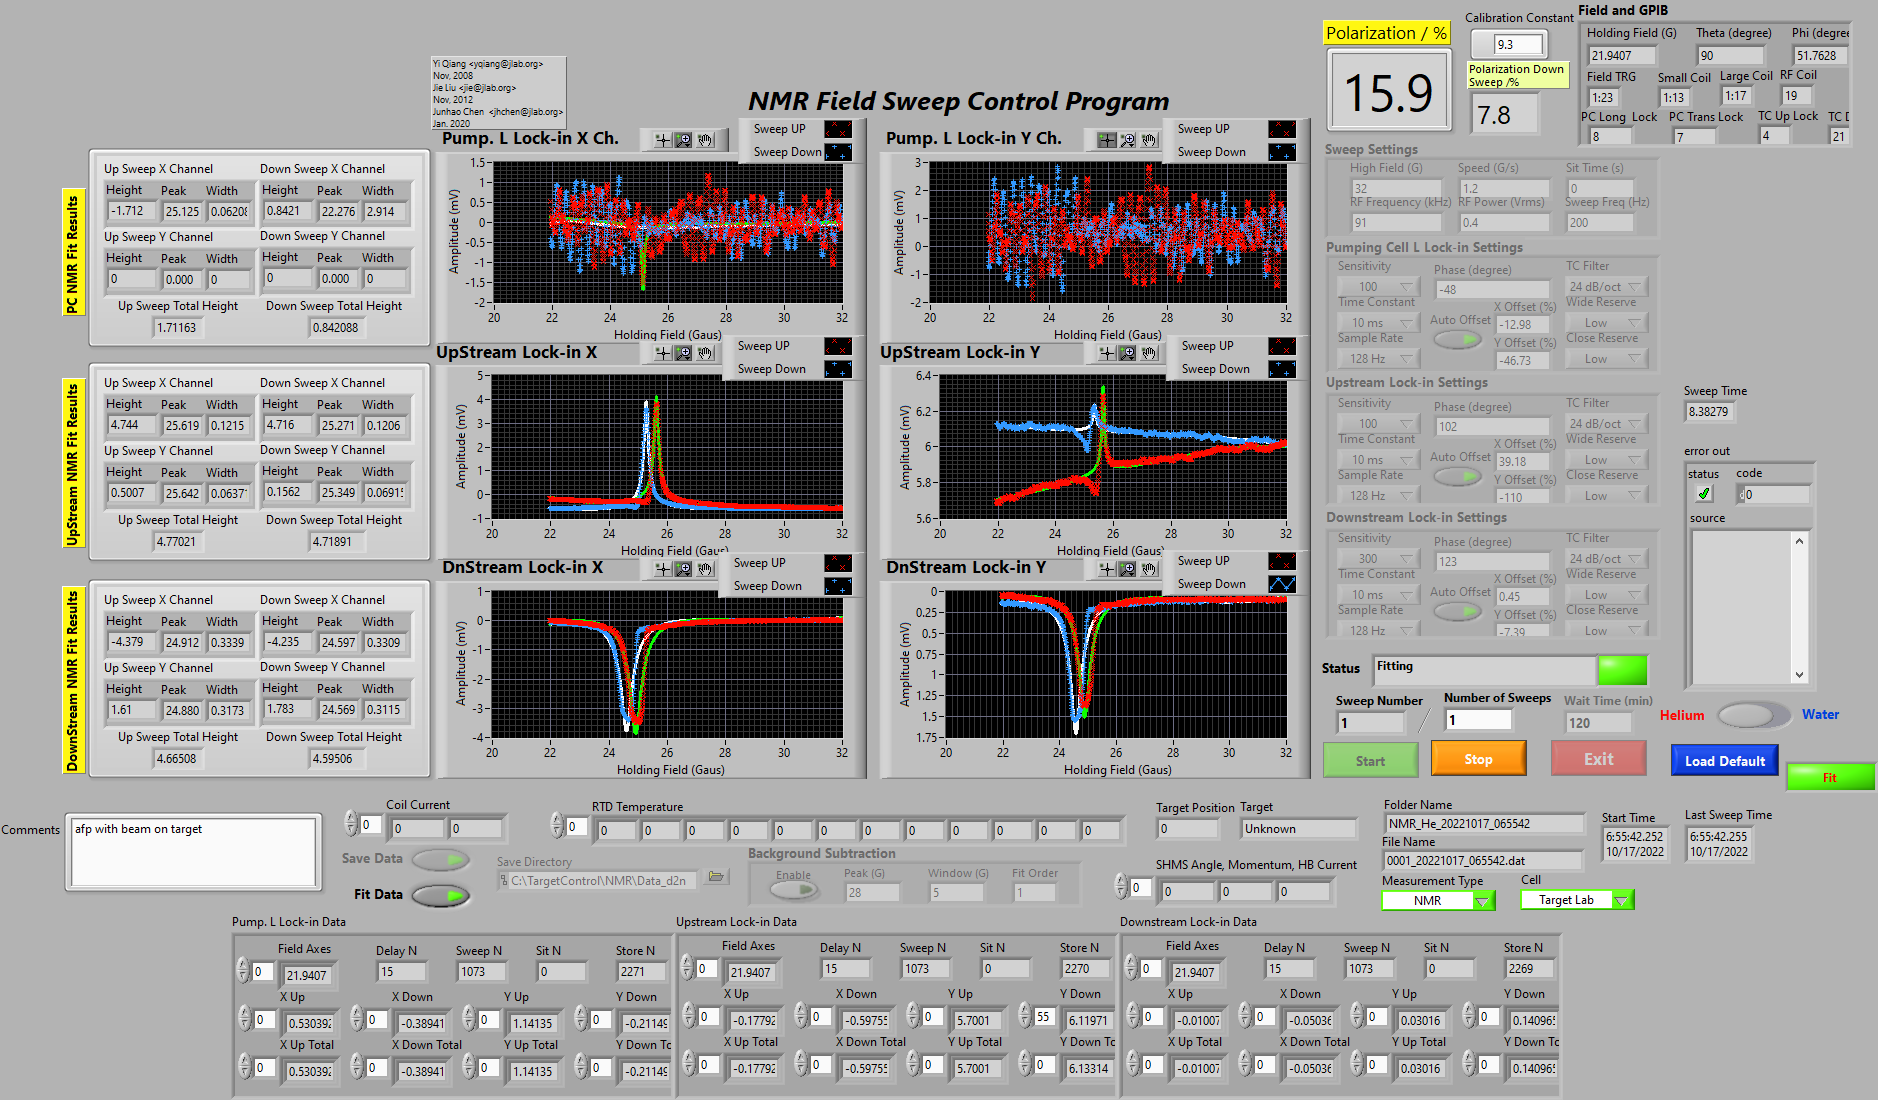 Yi Qiang <yqiang@jlab.org>
Nov, 2008
Jie Liu <jie@jlab.org>
Nov, 2012
Junhao Chen <jhchen@jlab.org>
Jan. 2020
NMR Field Sweep Control Program
Polarization / %
15.9
Calibration Constant
9.3
Polarization Down
Sweep /%
7.8
Field and GPIB
Holding Field (G) Theta (degree) Phi (degree
21.9407 90 51.7628
Field TRG Small Coil Large Coil RF Coil
1:23 1:13 1:17 19
PC Long Lock PC Trans Lock TC Up Lock TC D
8 7 4 21
PC NMR Fit Results
Up Sweep X Channel Down Sweep X Channel
Height Peak Width Height Peak Width
-1.712 25.125 0.0620 0.8421 22.276 2.914
Up Sweep Y Channel Down Sweep Y Channel
Height Peak Width Height Peak Width
0 0.000 0 0 0.000 0
Up Sweep Total Height Down Sweep Total Height
1.71163 0.842088
Pump. L Lock-in X Ch.
Sweep UP
Sweep Down
Amplitude (mV)
1.5
1
0.5
0
-0.5
-1
-1.5
-2
20 22 24 26 28 30 32
Holding Field (Gaus)
Pump. L Lock-in Y Ch.
Sweep UP
Sweep Down
Amplitude (mV)
3
2
1
0
-1
-2
20 22 24 26 28 30 32
Holding Field (Gaus)
UpStream NMR Fit Results
Up Sweep X Channel Down Sweep X Channel
Height Peak Width Height Peak Width
4.744 25.619 0.1215 4.716 25.271 0.1206
Up Sweep Y Channel Down Sweep Y Channel
Height Peak Width Height Peak Width
0.5007 25.642 0.0637 0.1562 25.349 0.0691
Up Sweep Total Height Down Sweep Total Height
4.77021 4.71891
UpStream Lock-in X
Sweep UP
Sweep Down
Amplitude (mV)
5
4
3
2
1
0
-1
20 22 24 26 28 30 32
Holding Field (Gaus)
UpStream Lock-in Y
Sweep UP
Sweep Down
Amplitude (mV)
6.4
6.2
6
5.8
5.6
20 22 24 26 28 30 32
Holding Field (Gaus)
DownStream NMR Fit Results
Up Sweep X Channel Down Sweep X Channel
Height Peak Width Height Peak Width
-4.379 24.912 0.3339 -4.235 24.597 0.3309
Up Sweep Y Channel Down Sweep Y Channel
Height Peak Width Height Peak Width
1.61 24.880 0.3173 1.783 24.569 0.3115
Up Sweep Total Height Down Sweep Total Height
4.66508 4.59506
DnStream Lock-in X
Sweep UP
Sweep Down
Amplitude (mV)
1
0
-1
-2
-3
-4
20 22 24 26 28 30 32
Holding Field (Gaus)
DnStream Lock-in Y
Sweep UP
Sweep Down
Amplitude (mV)
0
0.25
0.5
0.75
1
1.25
1.5
1.75
20 22 24 26 28 30 32
Holding Field (Gaus)
Sweep Settings
High Field (G) Speed (G/s) Sit Time (s)
32 1.2 0
RF Frequency (kHz) RF Power (Vrms) Sweep Freq (Hz)
91 0.4 200
Pumping Cell L Lock-in Settings
Sensitivity Phase (degree) TC Filter
100 -48 24 dB/oct
Time Constant X Offset (%) Wide Reserve
10 ms Auto Offset -12.98 Low
Sample Rate Y Offset (%) Close Reserve
128 Hz -46.73 Low
Upstream Lock-in Settings
Sensitivity Phase (degree) TC Filter
100 102 24 dB/oct
Time Constant X Offset (%) Wide Reserve
10 ms Auto Offset 39.18 Low
Sample Rate Y Offset (%) Close Reserve
128 Hz -110 Low
Downstream Lock-in Settings
Sensitivity Phase (degree) TC Filter
300 123 24 dB/oct
Time Constant X Offset (%) Wide Reserve
10 ms Auto Offset 0.45 Low
Sample Rate Y Offset (%) Close Reserve
128 Hz -7.39 Low
Sweep Time
8.38279
error out
status code
0
source
Status Fitting
Sweep Number Number of Sweeps Wait Time (min)
1 / 1 120
Helium Water
Start Stop Exit Load Default Fit
Comments afp with beam on target
Coil Current
0 0 0
Save Data
Fit Data
RTD Temperature
0 0 0 0 0 0 0 0 0 0 0 0 0
Save Directory
C:\TargetControl\NMR\Data_d2n
Background Subtraction
Enable Peak (G) Window (G) Fit Order
28 5 1
Target Position Target
0 Unknown
SHMS Angle, Momentum, HB Current
0 0 0 0
Folder Name
NMR_He_20221017_065542
File Name
0001_20221017_065542.dat
Measurement Type Cell
NMR Target Lab
Start Time
6:55:42.252
10/17/2022
Last Sweep Time
6:55:42.255
10/17/2022
Pump. L Lock-in Data
Field Axes Delay N Sweep N Sit N Store N
0 21.9407 15 1073 0 2271
X Up X Down Y Up Y Down
0 0.530392 0 -0.38941 0 1.14135 0 -0.21149
X Up Total X Down Total Y Up Total Y Down To
0 0.530392 0 -0.38941 0 1.14135 0 -0.21149
Upstream Lock-in Data
Field Axes Delay N Sweep N Sit N Store N
0 21.9407 15 1073 0 2270
X Up X Down Y Up Y Down
0 -0.17792 0 -0.59755 0 5.7001 55 6.11971
X Up Total X Down Total Y Up Total Y Down Tc
0 -0.17792 0 -0.59755 0 5.7001 0 6.13314
Downstream Lock-in Data
Field Axes Delay N Sweep N Sit N Store N
0 21.9407 15 1073 0 2269
X Up X Down Y Up Y Down
0 -0.01007 0 -0.05036 0 0.03016 0 0.14096
X Up Total X Down Total Y Up Total Y Down Tc
0 -0.01007 0 -0.05036 0 0.03016 0 0.14096